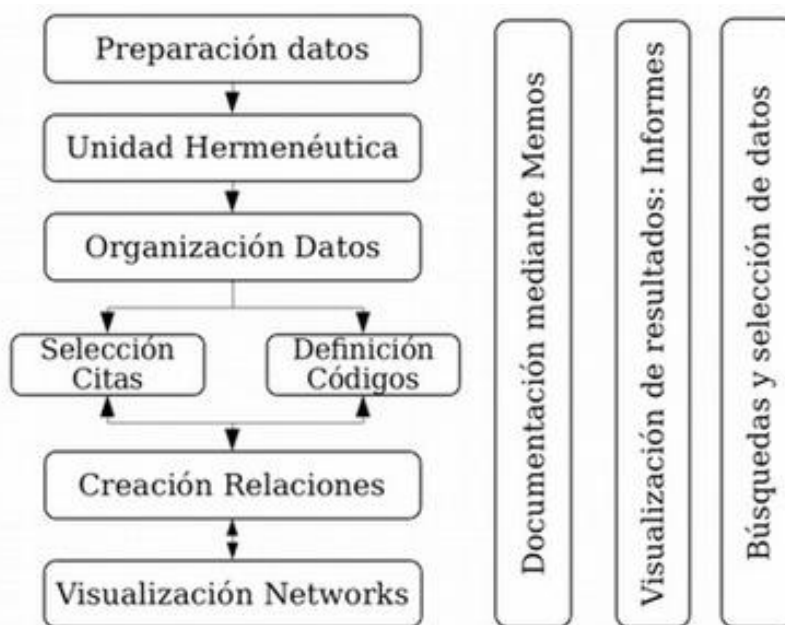 Preparación datos
Unidad Hermenéutica
Organización Datos
Selección
Citas
Definición
Códigos
Creación Relaciones
Visualización Networks
Documentación mediante Memos
Visualización de resultados: Informes
Búsquedas y selección de datos